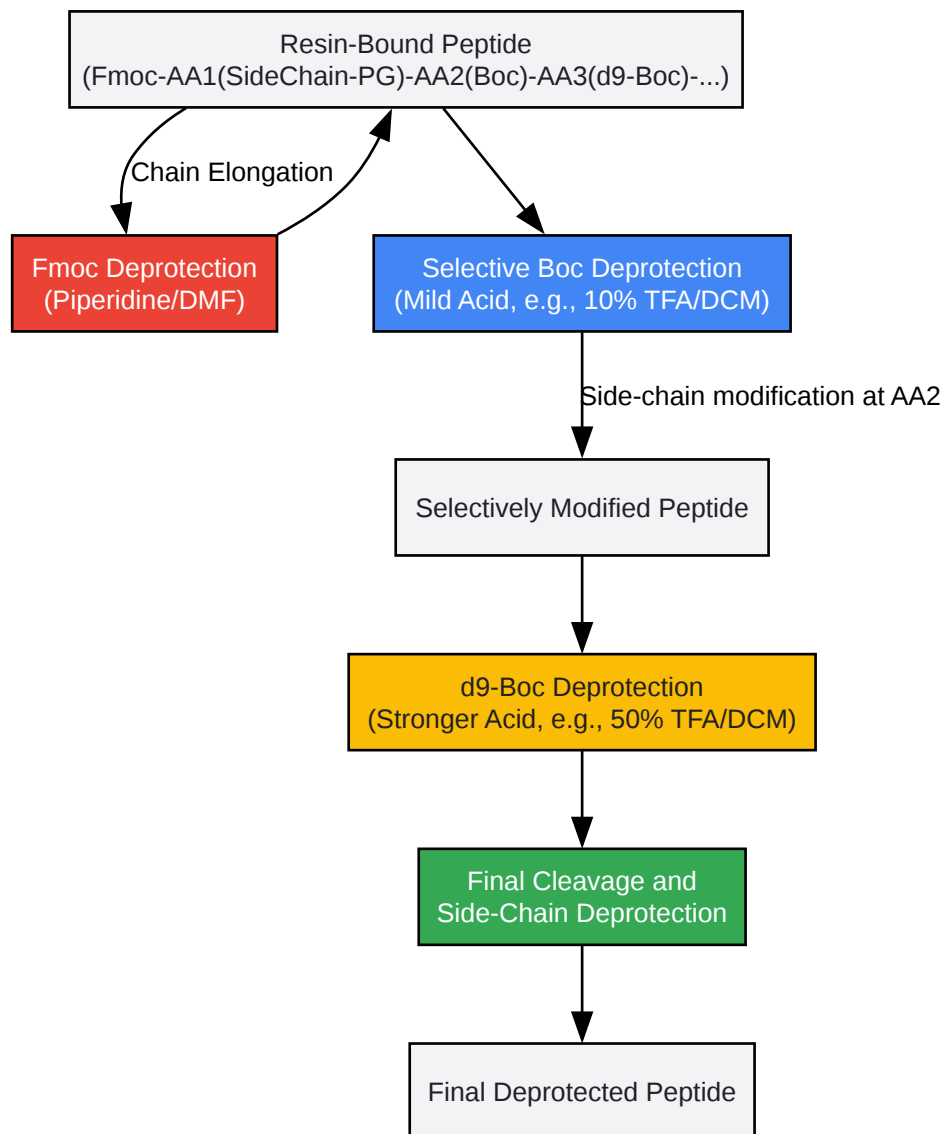 Resin-Bound Peptide
(Fmoc-AA1(SideChain-PG)-AA2(Boc)-AA3(d9-Boc)-...)
Chain Elongation
Fmoc Deprotection
(Piperidine/DMF)
Selective Boc Deprotection
(Mild Acid, e.g., 10% TFA/DCM)
Side-chain modification at AA2
Selectively Modified Peptide
d9-Boc Deprotection
(Stronger Acid, e.g., 50% TFA/DCM)
Final Cleavage and
Side-Chain Deprotection
Final Deprotected Peptide